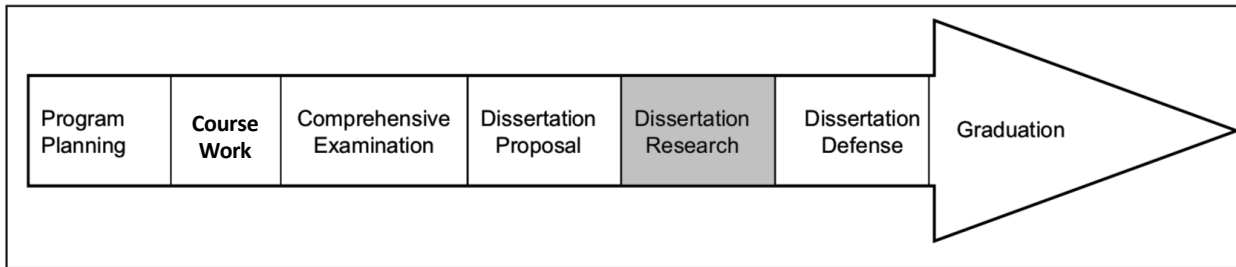 Program
Planning
Course
Work
Comprehensive
Examination
Dissertation
Proposal
Dissertation
Research
Dissertation
Defense
Graduation